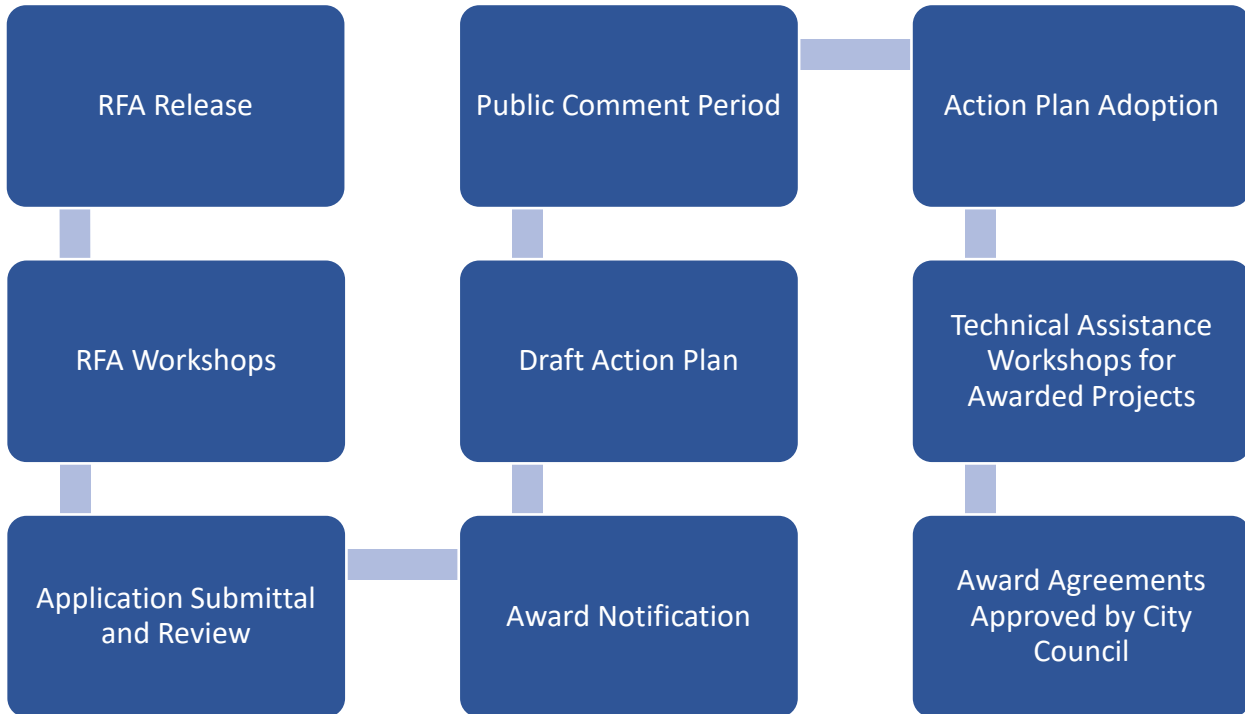 RFA Release
RFA Workshops
Application Submittal
and Review
Award Notification
Draft Action Plan
Public Comment Period
Action Plan Adoption
Technical Assistance
Workshops for
Awarded Projects
Award Agreements
Approved by City
Council